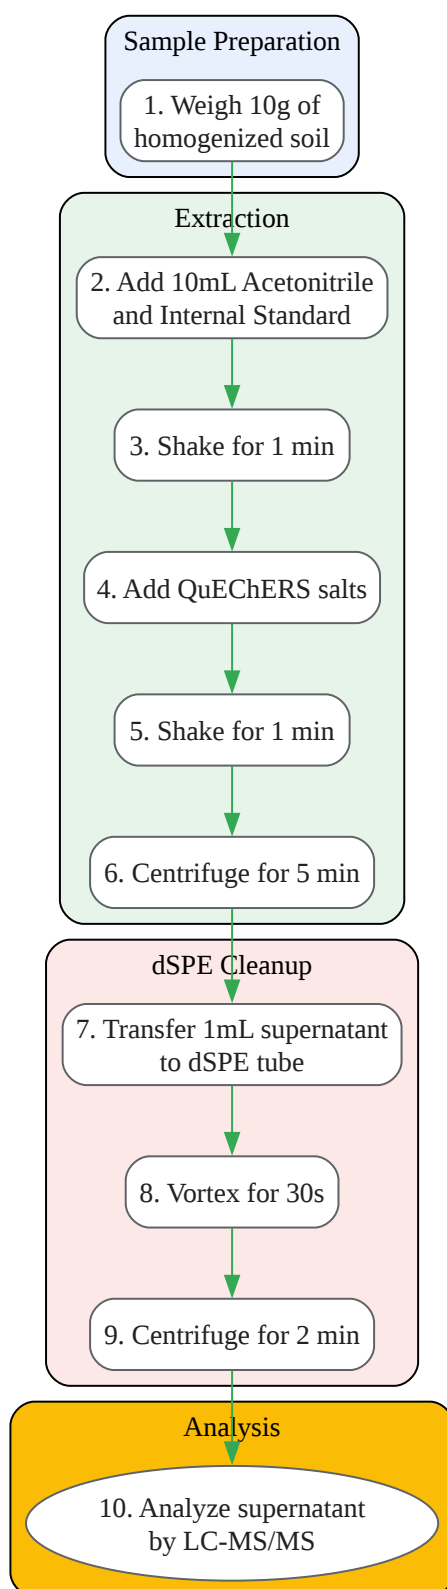 Sample Preparation
1. Weigh 10g of
homogenized soil
Extraction
2. Add 10mL Acetonitrile
and Internal Standard
3. Shake for 1 min
4. Add QuEChERS salts
5. Shake for 1 min
6. Centrifuge for 5 min
dSPE Cleanup
7. Transfer 1mL supernatant
to dSPE tube
8. Vortex for 30s
9. Centrifuge for 2 min
Analysis
10. Analyze supernatant
by LC-MS/MS